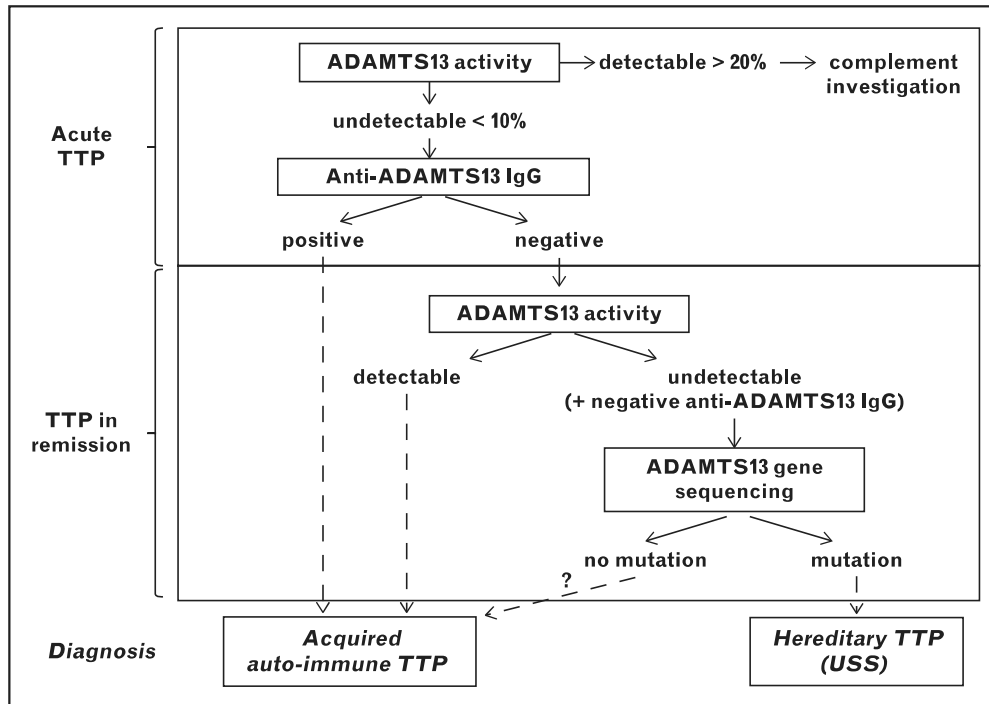 ADAMTS13 activity
detectable > 20%
complement
investigation
undetectable < 10%
Acute
TTP
Anti-ADAMTS13 IgG
positive
negative
ADAMTS13 activity
detectable
undetectable
(+ negative anti-ADAMTS13 IgG)
TTP in
remission
ADAMTS13 gene
sequencing
no mutation
mutation
?
Diagnosis
Acquired
auto-immune TTP
Hereditary TTP
(USS)